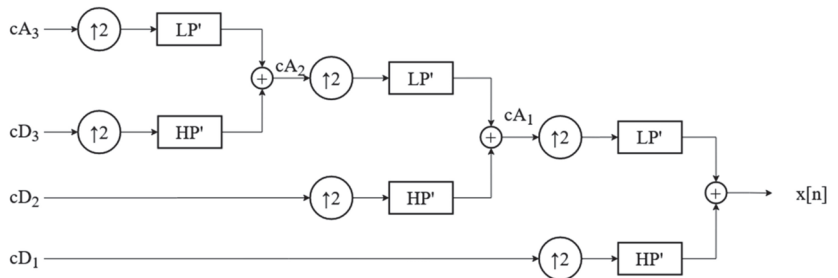 cA3 ↑2 LP'
cA2 ↑2 LP'
cD3 ↑2 HP'
cA1 ↑2 LP'
cD2 ↑2 HP'
x[n]
cD1 ↑2 HP'
+
+
+